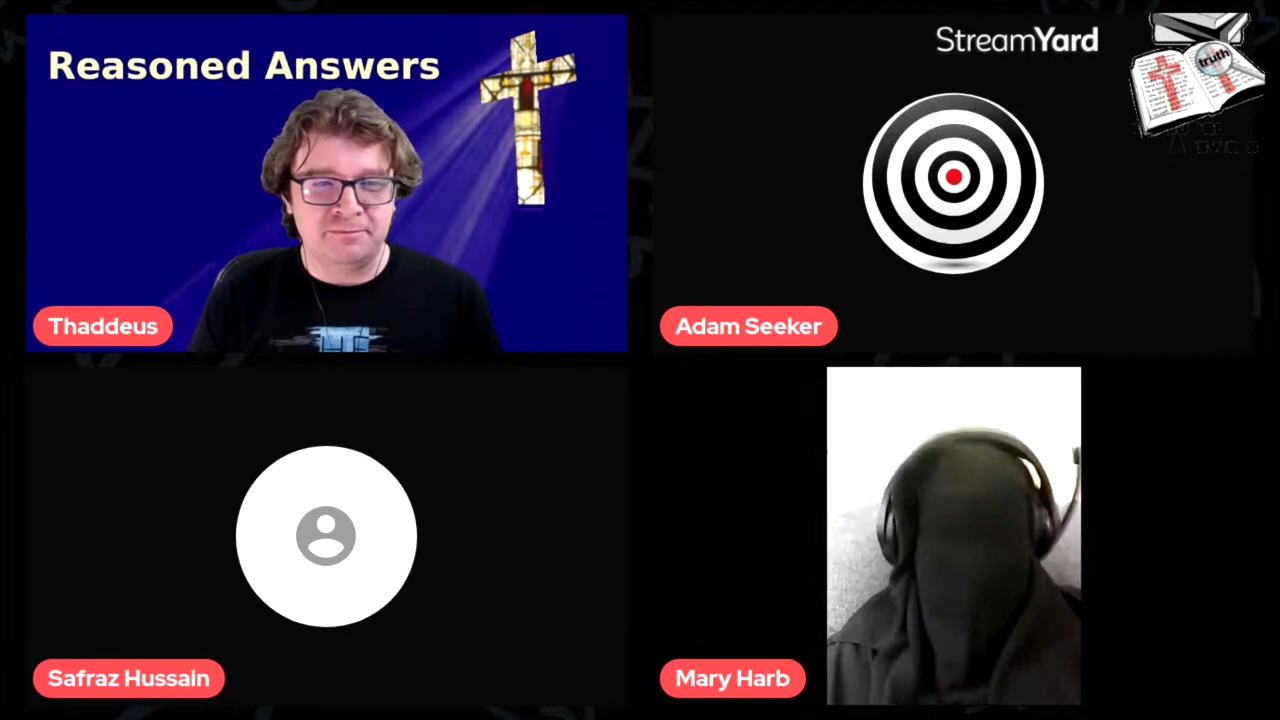 Reasoned Answers
StreamYard
truth
Thaddeus
Adam Seeker
Safraz Hussain
Mary Harb